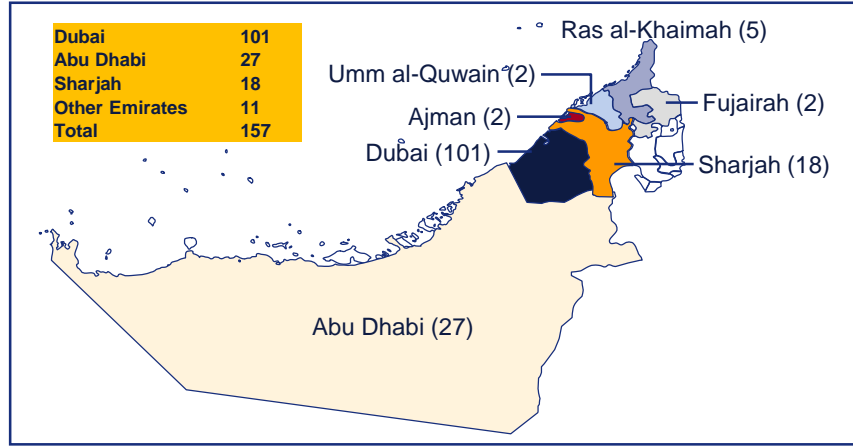 Dubai 101
Abu Dhabi 27
Sharjah 18
Other Emirates 11
Total 157
Ras al-Khaimah (5)
Umm al-Quwain (2)
Fujairah (2)
Ajman (2)
Dubai (101)
Sharjah (18)
Abu Dhabi (27)